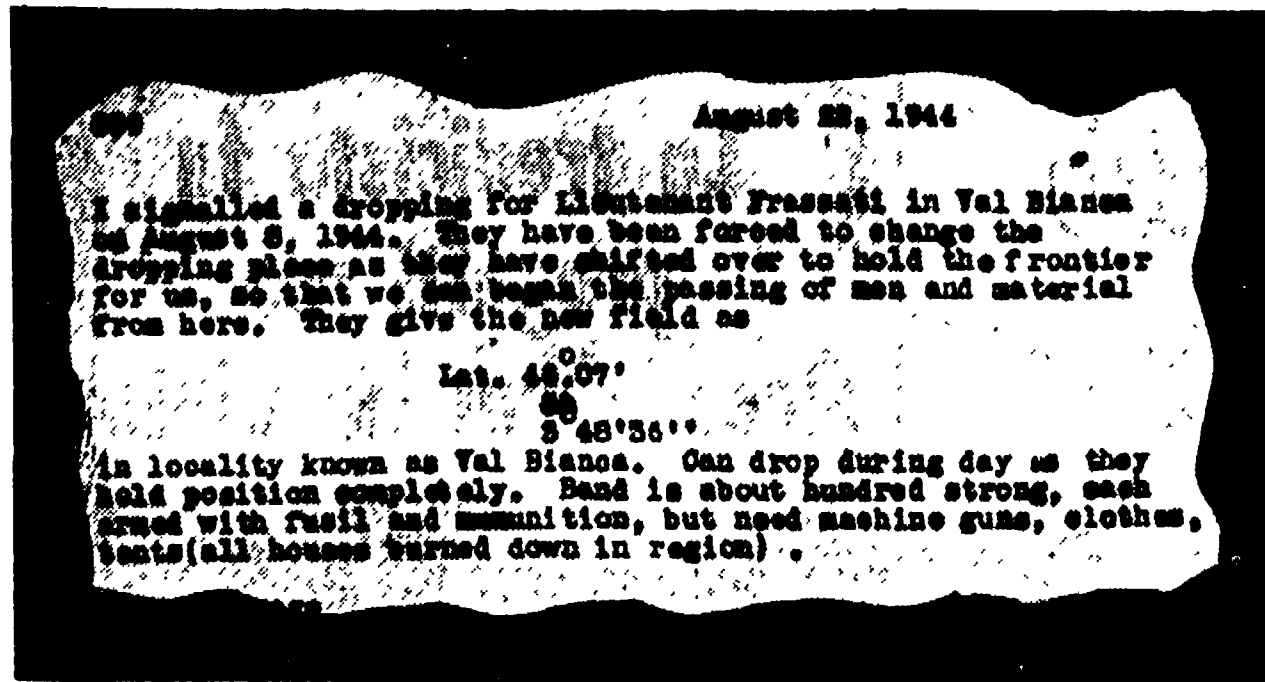 August 22, 1944
I signalled a dropping for Lieutenant Frassati in Val Bianca
on August 8, 1944. They have been forced to change the
dropping place as they have shifted over to hold the frontier
for us, so that we can began the passing of men and material
from here. They give the new field as
Lat. 46.07'
8 48'36''
in locality known as Val Bianca. Can drop during day as they
hold position completely. Band is about hundred strong, each
armed with fusil and ammunition, but need machine guns, clothes,
tents(all houses burned down in region).